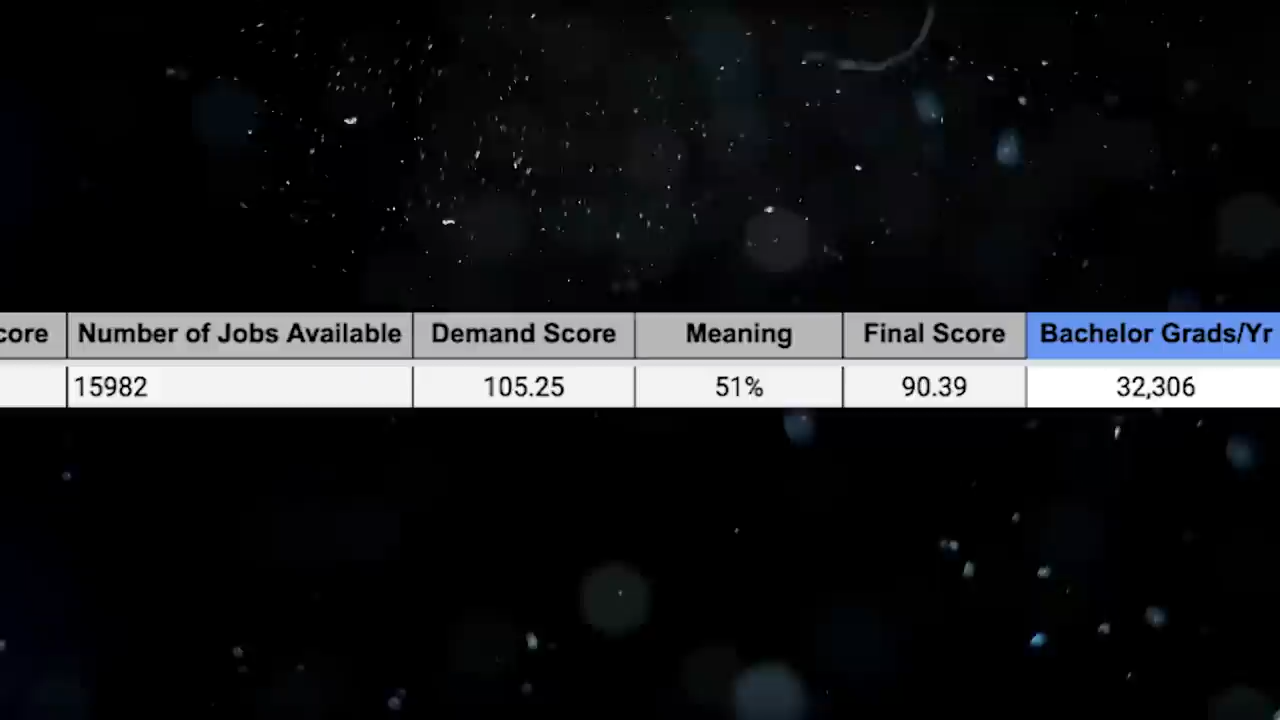 core Number of Jobs Available Demand Score Meaning Final Score Bachelor Grads/Yr
15982 105.25 51% 90.39 32,306